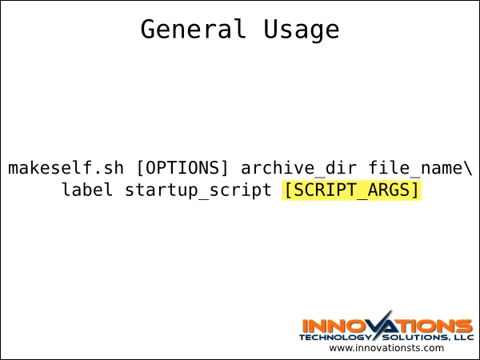 General Usage
makeself.sh [OPTIONS] archive_dir file_name\
label startup_script [SCRIPT_ARGS]
INNOVATIONS
TECHNOLOGY SOLUTIONS, LLC
www.innovationsts.com